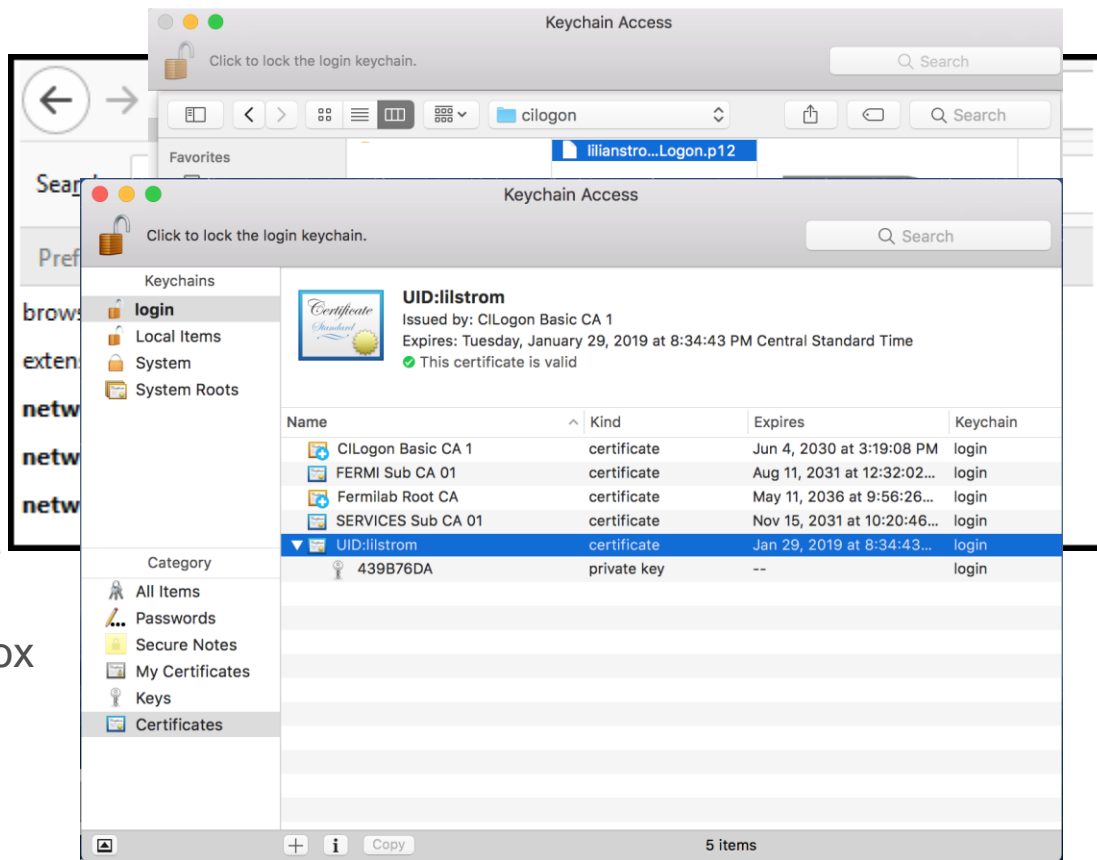 Keychain Access
Click to lock the login keychain.
Search
cilogon
Search
Favorites
lilianstro...Logon.p12
Sear
Pref
brows
exten
netw
netw
netw
ox
Keychain Access
Click to lock the login keychain.
Search
Keychains
login
Local Items
System
System Roots
UID:lilstrom
Issued by: CILogon Basic CA 1
Expires: Tuesday, January 29, 2019 at 8:34:43 PM Central Standard Time
This certificate is valid
Name Kind Expires Keychain
CILogon Basic CA 1 certificate Jun 4, 2030 at 3:19:08 PM login
FERMI Sub CA 01 certificate Aug 11, 2031 at 12:32:02... login
Fermilab Root CA certificate May 11, 2036 at 9:56:26... login
SERVICES Sub CA 01 certificate Nov 15, 2031 at 10:20:46... login
UID:lilstrom certificate Jan 29, 2019 at 8:34:43... login
439B76DA private key -- login
Category
All Items
Passwords
Secure Notes
My Certificates
Keys
Certificates
Copy
5 items